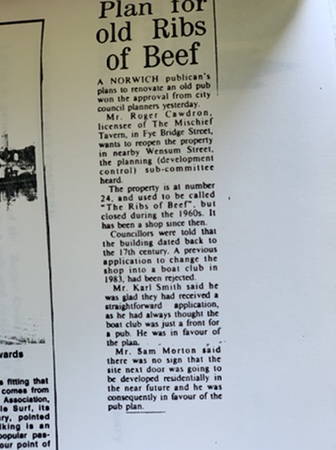 Plan for
old Ribs
of Beef
A NORWICH publican's
plans to renovate an old pub
won the approval from city
council planners yesterday.
Mr. Roger Cawdron,
licensee of The Mischief
Tavern, in Fye Bridge Street,
wants to reopen the property
in nearby Wensum Street,
the planning (development
control) sub-committee
heard.
The property is at number
24, and used to be called
"The Ribs of Beef", but
closed during the 1960s. It
has been a shop since then.
Councillors were told that
the building dated back to
the 17th century. A previous
application to change the
shop into a boat club in
1983, had been rejected.
Mr. Karl Smith said he
was glad they had received a
straightforward application,
as he had always thought the
boat club was just a front
for a pub. He was in favour of
the plan.
Mr. Sam Morton said
there was no sign that the
site next door was going to
be developed residentially in
the near future and he was
consequently in favour of the
pub plan.
wards
s fitting that
comes from
Association,
le Surf, its
ry, pointed
lking is an
popular pas-
our point of